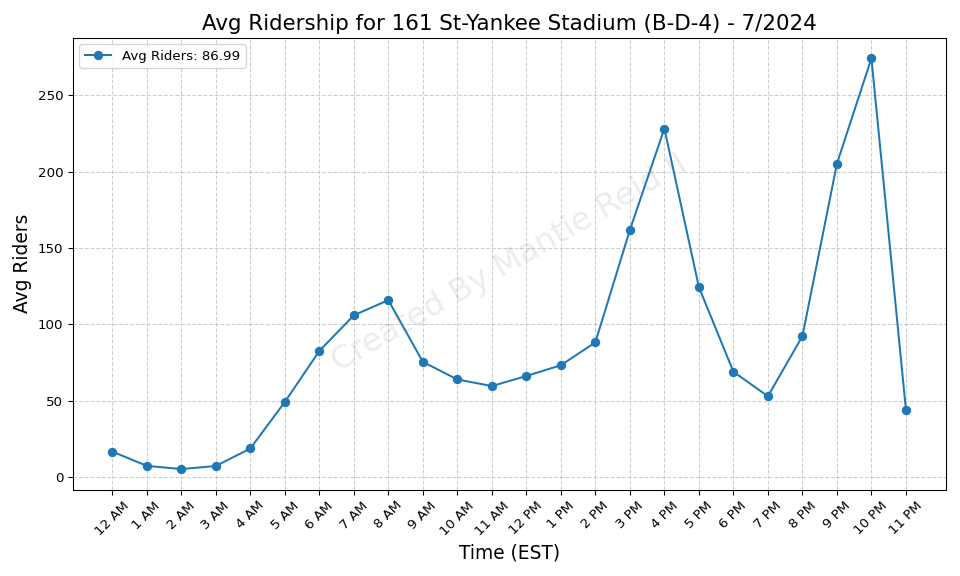 Avg Ridership for 161 St-Yankee Stadium (B-D-4) - 7/2024
Avg Riders: 86.99
Avg Riders
250
200
150
100
50
0
Created By Mantle Reid
12 AM
1 AM
2 AM
3 AM
4 AM
5 AM
6 AM
7 AM
8 AM
9 AM
10 AM
11 AM
12 PM
1 PM
2 PM
3 PM
4 PM
5 PM
6 PM
7 PM
8 PM
9 PM
10 PM
11 PM
Time (EST)